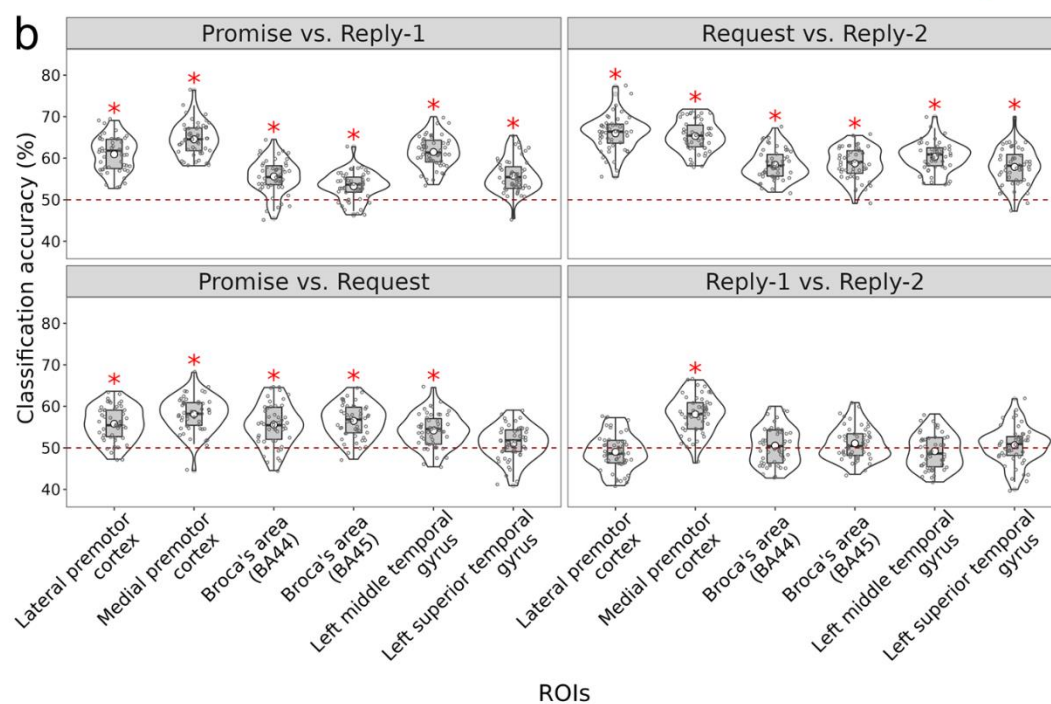 b
Promise vs. Reply-1
Request vs. Reply-2
Classification accuracy (%)
80
70
60
50
40
* * * * * *
* * * * * *
Promise vs. Request
Reply-1 vs. Reply-2
80
70
60
50
40
* * * * *
*
Lateral premotor
cortex
Medial premotor
cortex
Broca's area
(BA44)
Broca's area
(BA45)
Left middle temporal
gyrus
Left superior temporal
gyrus
Lateral premotor
cortex
Medial premotor
cortex
Broca's area
(BA44)
Broca's area
(BA45)
Left middle temporal
gyrus
Left superior temporal
gyrus
ROIs